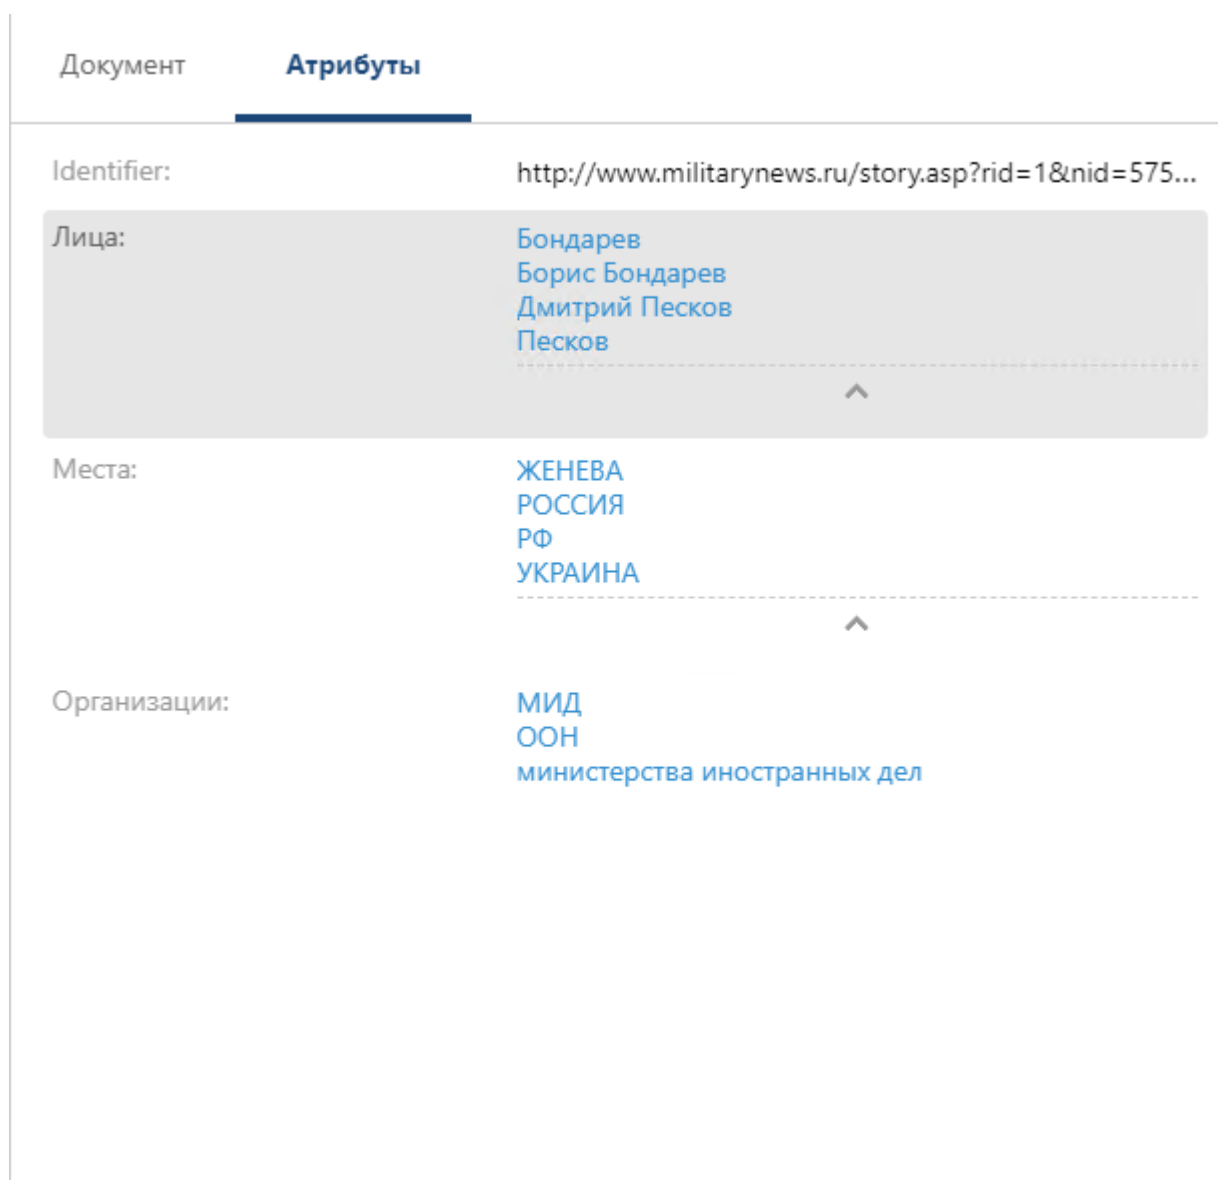 Документ Атрибуты
Identifier: http://www.militarynews.ru/story.asp?rid=1&nid=575...
Лица: Бондарев
Борис Бондарев
Дмитрий Песков
Песков
Места: ЖЕНЕВА
РОССИЯ
РФ
УКРАИНА
Организации: МИД
ООН
министерства иностранных дел